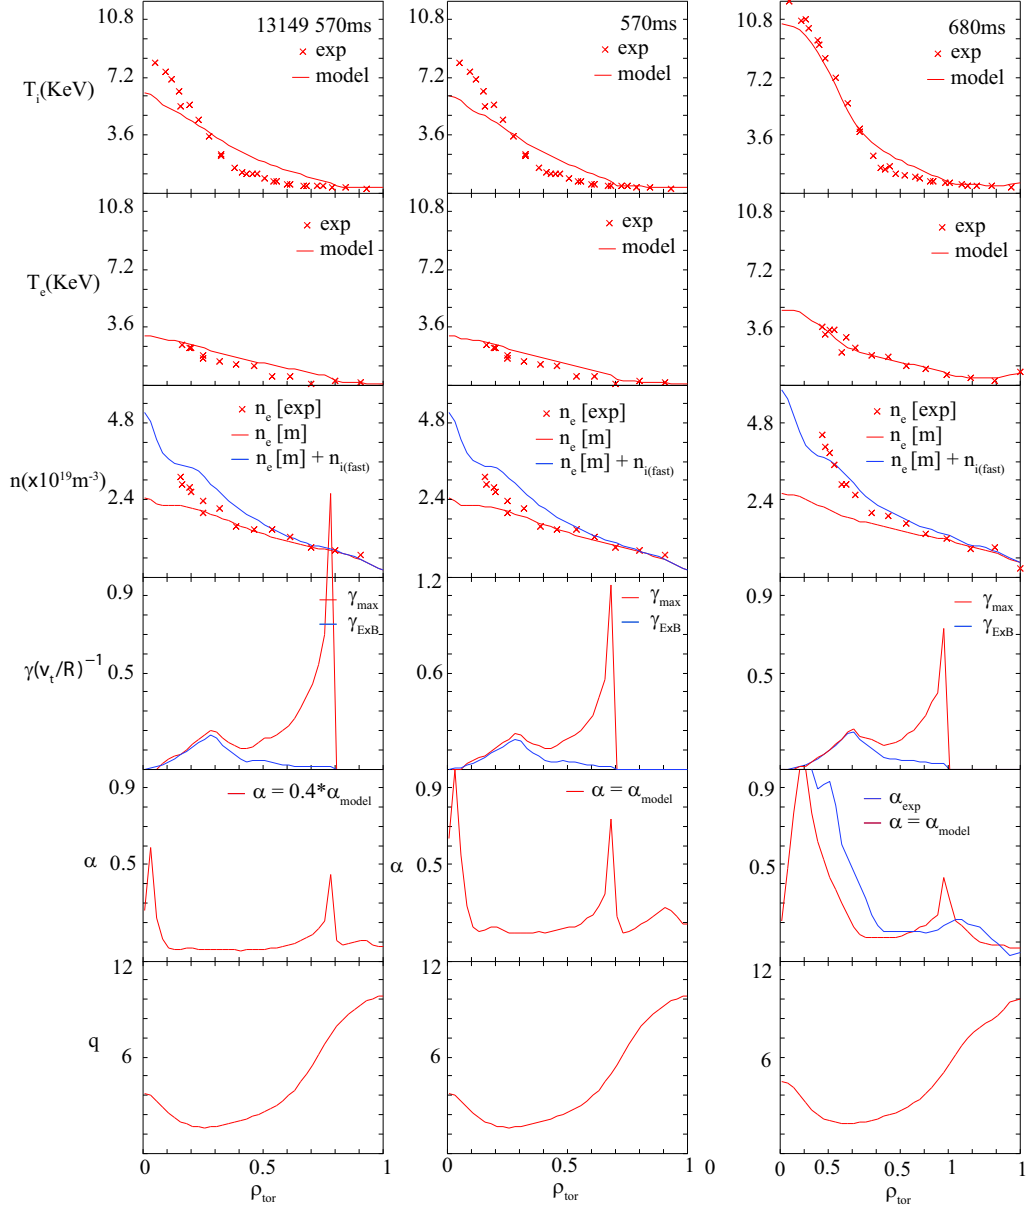 13149 570ms
× exp
— model
570ms
× exp
— model
680ms
× exp
— model
T_i(KeV)
10.8
7.2
3.6
10.8
7.2
3.6
10.8
7.2
3.6
× exp
— model
× exp
— model
× exp
— model
T_e(KeV)
10.8
7.2
3.6
10.8
7.2
3.6
10.8
7.2
3.6
× n_e [exp]
— n_e [m]
— n_e [m] + n_i(fast)
× n_e [exp]
— n_e [m]
— n_e [m] + n_i(fast)
× n_e [exp]
— n_e [m]
— n_e [m] + n_i(fast)
n(x10^19 m^-3)
4.8
2.4
4.8
2.4
4.8
2.4
γ_max
γ_ExB
γ_max
γ_ExB
γ_max
γ_ExB
γ(v_t/R)^−1
0.9
0.5
1.2
0.6
0.9
0.5
— α = 0.4*α_model
— α = α_model
— α_exp
— α = α_model
α
0.9
0.5
α
0.9
0.5
0.9
0.5
q
12
6
12
6
12
6
0 0.5 1
0 0.5 1
0
0 0.5 0.5 1 1
ρ_tor
ρ_tor
ρ_tor